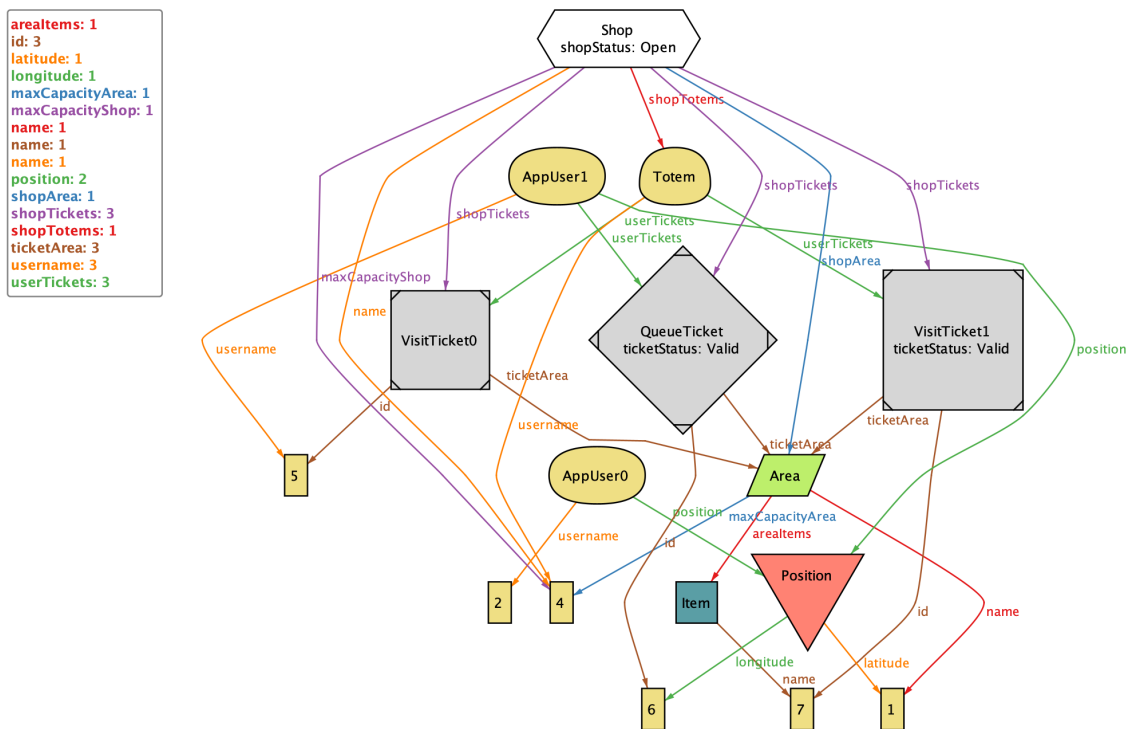 arealtems: 1
id: 3
latitude: 1
longitude: 1
maxCapacityArea: 1
maxCapacityShop: 1
name: 1
name: 1
name: 1
position: 2
shopArea: 1
shopTickets: 3
shopTotems: 1
ticketArea: 3
username: 3
userTickets: 3
Shop
shopStatus: Open
shopTotems
AppUser1
Totem
shopTickets
shopTickets
shopTickets
userTickets
userTickets
userTickets
shopArea
maxCapacityShop
name
VisitTicket0
QueueTicket
ticketStatus: Valid
VisitTicket1
ticketStatus: Valid
username
position
ticketArea
id
username
ticketArea
ticketArea
5
AppUser0
Area
position
maxCapacityArea
areaItems
username
id
2
4
Item
Position
name
id
longitude
latitude
name
6
7
1